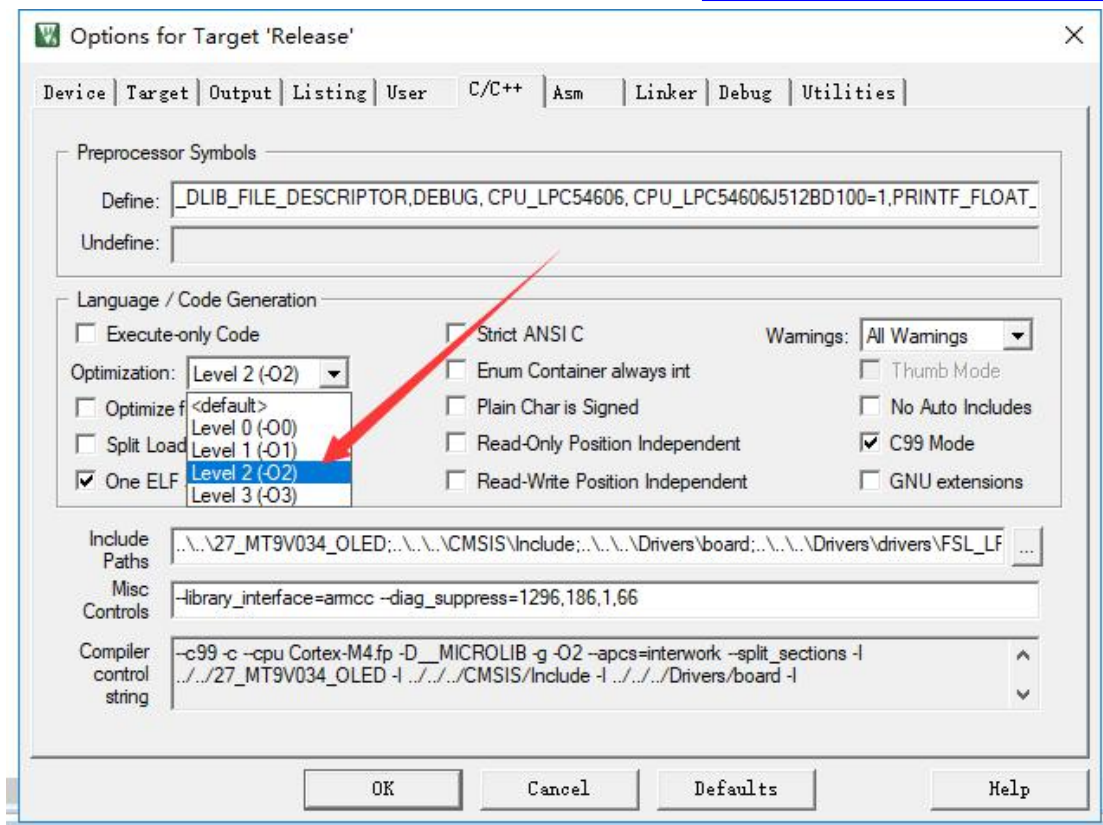 Options for Target 'Release'
Device Target Output Listing User C/C++ Asm Linker Debug Utilities
Preprocessor Symbols
Define: _DLIB_FILE_DESCRIPTOR,DEBUG, CPU_LPC54606, CPU_LPC54606J512BD100=1,PRINTF_FLOAT_
Undefine:
Language / Code Generation
Execute-only Code Strict ANSI C Warnings: All Warnings
Optimization: Level 2 (-O2) Enum Container always int Thumb Mode
Optimize f <default> Plain Char is Signed No Auto Includes
Level 0 (-O0)
Split Load Level 1 (-O1) Read-Only Position Independent C99 Mode
One ELF Level 2 (-O2) Read-Write Position Independent GNU extensions
Level 3 (-O3)
Include Paths ..\..\27_MT9V034_OLED;..\..\..\CMSIS\Include;..\..\..\Drivers\board;..\..\..\Drivers\drivers\FSL_LF ...
Misc Controls --library_interface=armcc --diag_suppress=1296,186,1,66
Compiler control string --c99 -c --cpu Cortex-M4.fp -D__MICROLIB -g -O2 --apcs=interwork --split_sections -I
../../27_MT9V034_OLED -I ../../../CMSIS/Include -I ../../../Drivers/board -I
OK Cancel Defaults Help